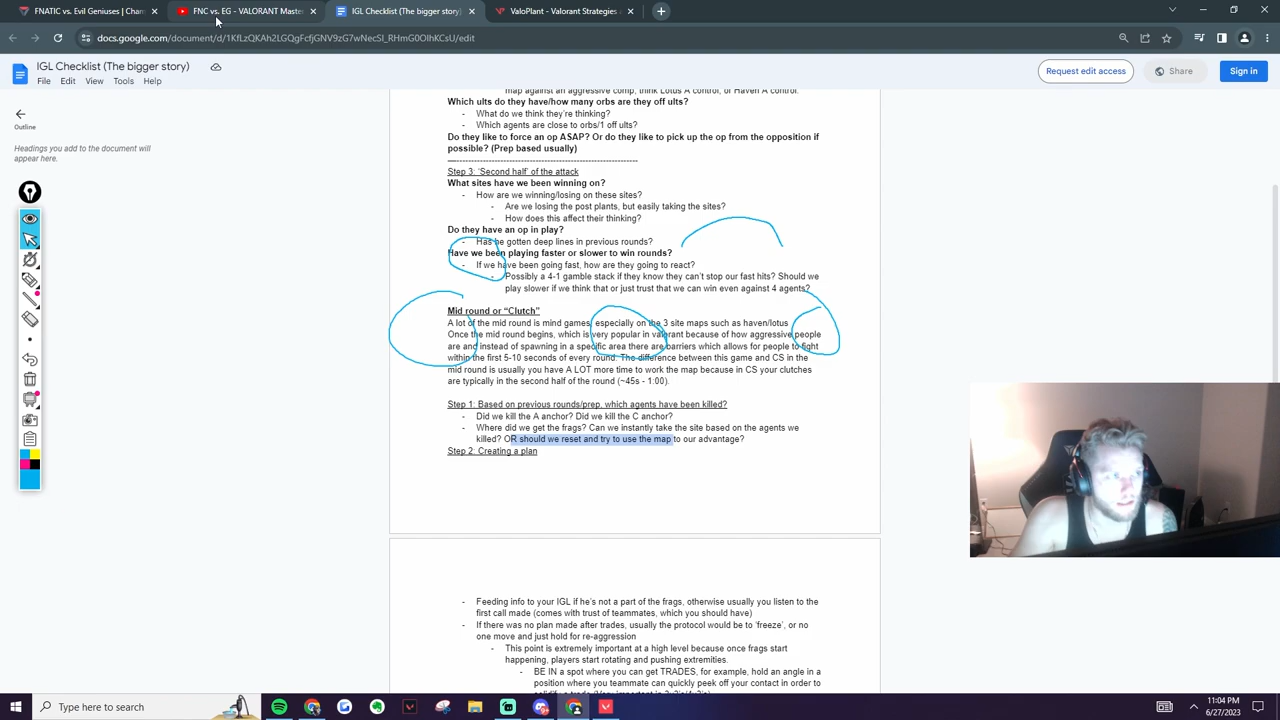 FNATIC vs. Evil Geniuses | Cham
FNC vs. EG - VALORANT Master
IGL Checklist (The bigger story)
ValoPlant - Valorant Strategies
docs.google.com/document/d/1KfLzQKAh2LGQgFcfjGNV9zG7wNecSl_RHmG0OlhKCsU/edit
IGL Checklist (The bigger story)
File Edit View Tools Help
Request edit access
Share
Sign in
Outline
Headings you add to the document will
appear here.
map against an aggressive comp, think Lotus A control, or Haven A control.
Which ults do they have/how many orbs are they off ults?
- What do we think they're thinking?
- Which agents are close to orbs/1 off ults?
Do they like to force an op ASAP? Or do they like to pick up the op from the opposition if
possible? (Prep based usually)
Step 3: 'Second half' of the attack
What sites have we been winning on?
- How are we winning/losing on these sites?
- Are we losing the post plants, but easily taking the sites?
- How does this affect their thinking?
Do they have an op in play?
- Has he gotten deep lines in previous rounds?
Have we been playing faster or slower to win rounds?
- If we have been going fast, how are they going to react?
- Possibly a 4-1 gamble stack if they know they can't stop our fast hits? Should we
play slower if we think that or just trust that we can win even against 4 agents?
Mid round or "Clutch"
A lot of the mid round is mind games, especially on the 3 site maps such as haven/lotus
Once the mid round begins, which is very popular in valorant because of how aggressive people
are and instead of spawning in a specific area there are barriers which allows for people to fight
within the first 5-10 seconds of every round. The difference between this game and CS in the
mid round is usually you have A LOT more time to work the map because in CS your clutches
are typically in the second half of the round (~45s - 1:00).
Step 1: Based on previous rounds/prep, which agents have been killed?
- Did we kill the A anchor? Did we kill the C anchor?
- Where did we get the frags? Can we instantly take the site based on the agents we
killed? OR should we reset and try to use the map to our advantage?
Step 2: Creating a plan
- Feeding info to your IGL if he's not a part of the frags, otherwise usually you listen to the
first call made (comes with trust of teammates, which you should have)
- If there was no plan made after trades, usually the protocol would be to 'freeze', or no
one move and just hold for re-aggression
- This point is extremely important at a high level because once frags start
happening, players start rotating and pushing extremities.
- BE IN a spot where you can get TRADES, for example, hold an angle in a
position where you teammate can quickly peek off your contact in order to
Type here to search
11:04 PM
6/27/2023